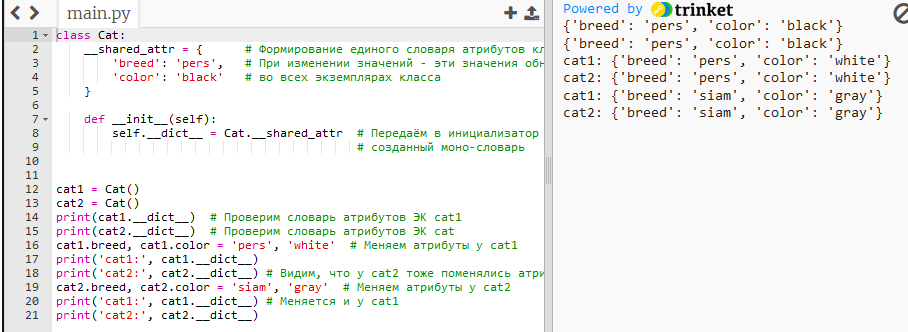 main.py
Powered by trinket
1 class Cat:
2 __shared_attr = { # Формирование единого словаря атрибутов кл
3 'breed': 'pers', # При изменении значений - эти значения обн
4 'color': 'black' # во всех экземплярах класса
5 }
6
7 def __init__(self):
8 self.__dict__ = Cat.__shared_attr # Передаём в инициализатор
9 # созданный моно-словарь
10
11
12 cat1 = Cat()
13 cat2 = Cat()
14 print(cat1.__dict__) # Проверим словарь атрибутов ЭК cat1
15 print(cat2.__dict__) # Проверим словарь атрибутов ЭК cat
16 cat1.breed, cat1.color = 'pers', 'white' # Меняем атрибуты у cat1
17 print('cat1:', cat1.__dict__)
18 print('cat2:', cat2.__dict__) # Видим, что у cat2 тоже поменялись атри
19 cat2.breed, cat2.color = 'siam', 'gray' # Меняем атрибуты у cat2
20 print('cat1:', cat1.__dict__) # Меняется и у cat1
21 print('cat2:', cat2.__dict__)
{'breed': 'pers', 'color': 'black'}
{'breed': 'pers', 'color': 'black'}
cat1: {'breed': 'pers', 'color': 'white'}
cat2: {'breed': 'pers', 'color': 'white'}
cat1: {'breed': 'siam', 'color': 'gray'}
cat2: {'breed': 'siam', 'color': 'gray'}